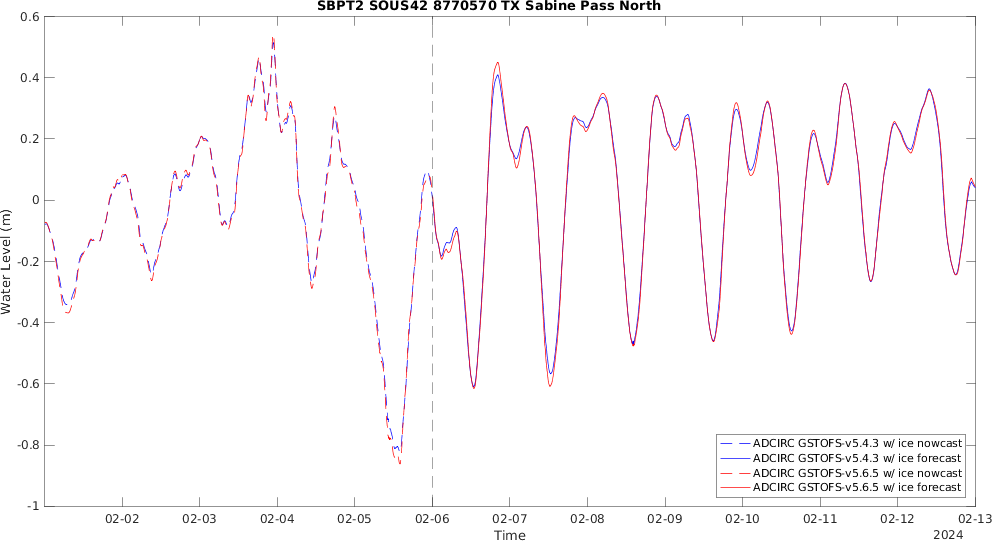 SBPT2 SOUS42 8770570 TX Sabine Pass North
0.6
0.4
0.2
0
-0.2
-0.4
-0.6
-0.8
-1
Water Level (m)
02-02 02-03 02-04 02-05 02-06 02-07 02-08 02-09 02-10 02-11 02-12 02-13
Time
2024
ADCIRC GSTOFS-v5.4.3 w/ ice nowcast
ADCIRC GSTOFS-v5.4.3 w/ ice forecast
ADCIRC GSTOFS-v5.6.5 w/ ice nowcast
ADCIRC GSTOFS-v5.6.5 w/ ice forecast